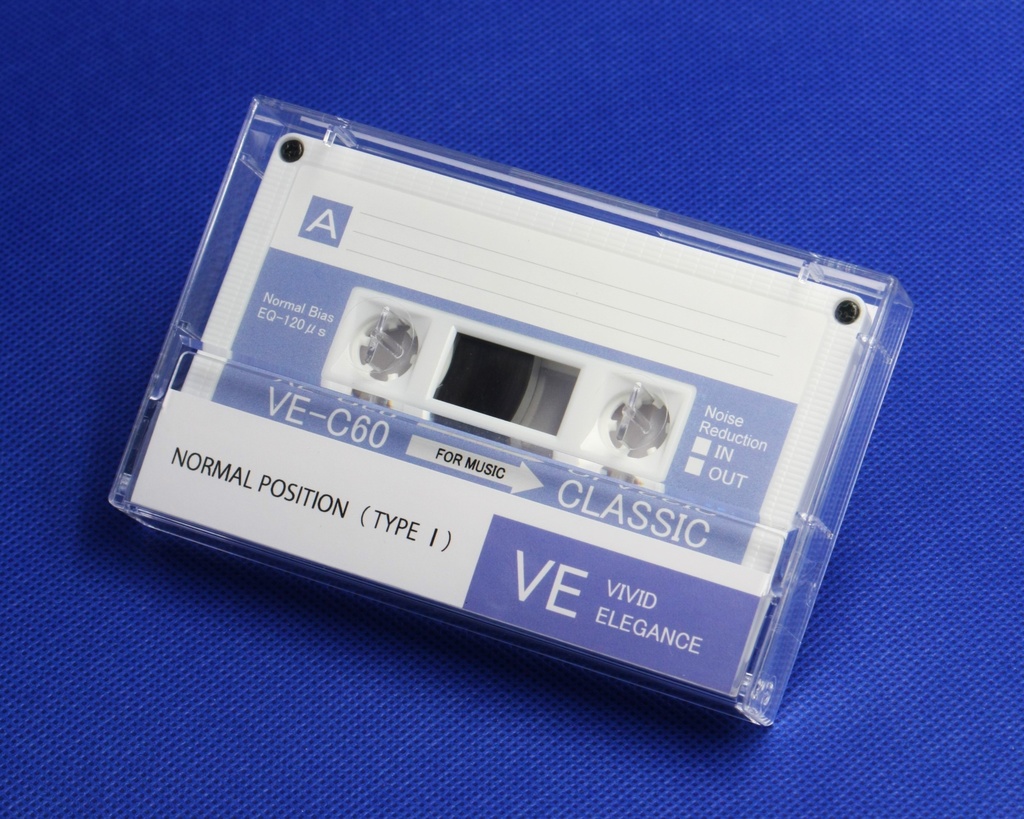 A
Normal Bias
EQ-120μs
Noise
Reduction
IN
OUT
VE-C60
FOR MUSIC
CLASSIC
NORMAL POSITION (TYPE I)
VE
VIVID
ELEGANCE